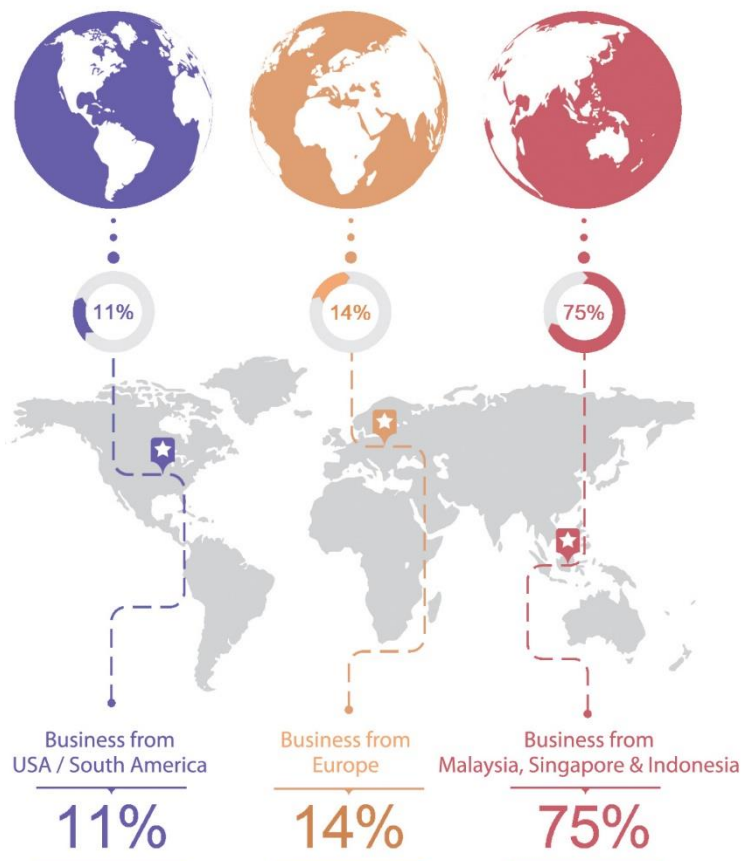 11%
14%
75%
Business from
USA / South America
11%
Business from
Europe
14%
Business from
Malaysia, Singapore & Indonesia
75%